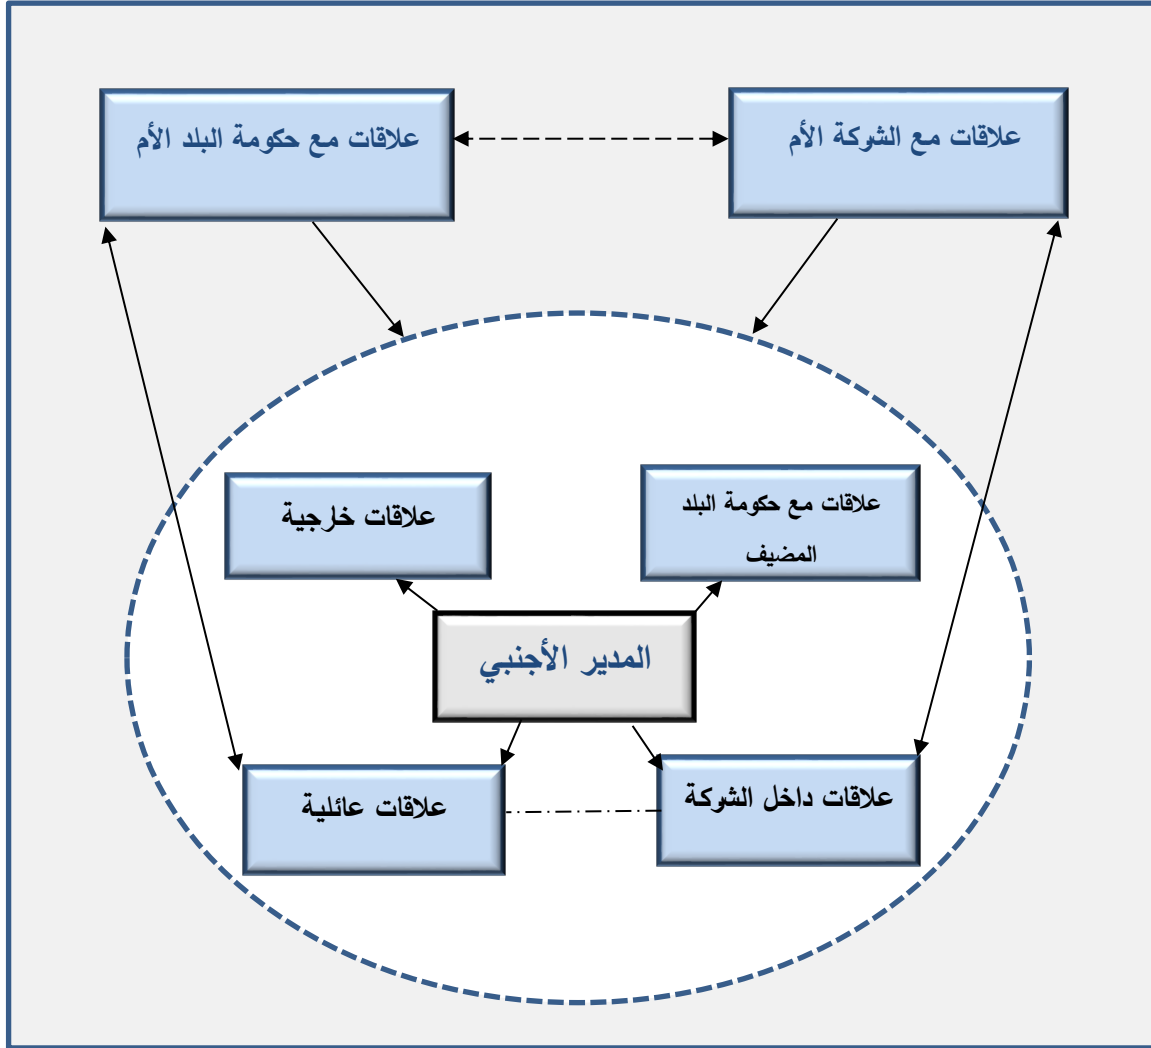 علاقات مع الشركة الأم
علاقات مع حكومة البلد الأم
علاقات مع حكومة البلد
المضيف
علاقات خارجية
المدير الأجنبي
علاقات داخل الشركة
علاقات عائلية